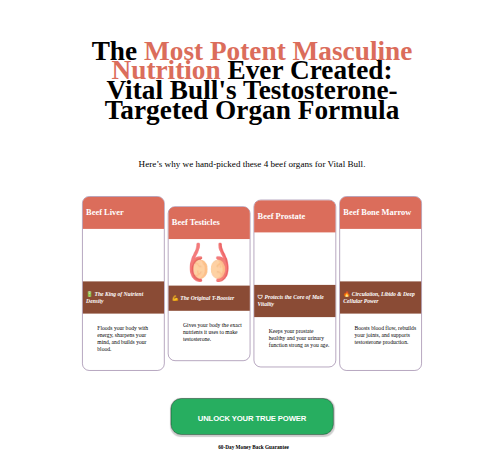 The Most Potent Masculine
Nutrition Ever Created:
Vital Bull's Testosterone-
Targeted Organ Formula
Here's why we hand-picked these 4 beef organs for Vital Bull.
Beef Liver
🔋 The King of Nutrient
Density
Floods your body with
energy, sharpens your
mind, and builds your
blood.
Beef Testicles
💪 The Original T-Booster
Gives your body the exact
nutrients it uses to make
testosterone.
Beef Prostate
🛡 Protects the Core of Male
Vitality
Keeps your prostate
healthy and your urinary
function strong as you age.
Beef Bone Marrow
🔥 Circulation, Libido & Deep
Cellular Power
Boosts blood flow, rebuilds
your joints, and supports
testosterone production.
UNLOCK YOUR TRUE POWER
60-Day Money Back Guarantee